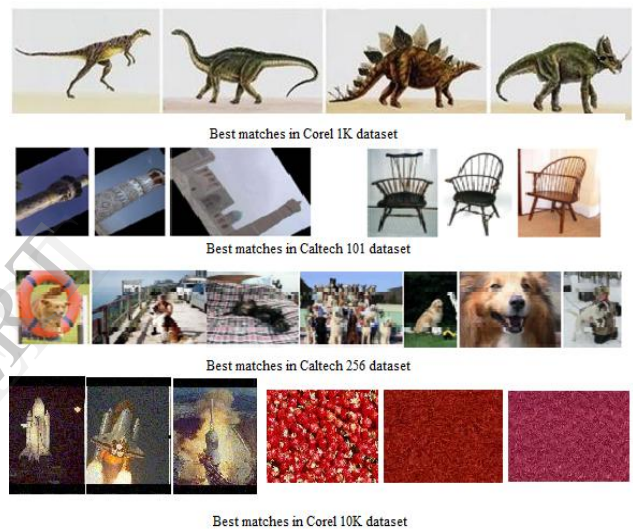 Best matches in Corel 1K dataset
Best matches in Caltech 101 dataset
Best matches in Caltech 256 dataset
Best matches in Corel 10K dataset